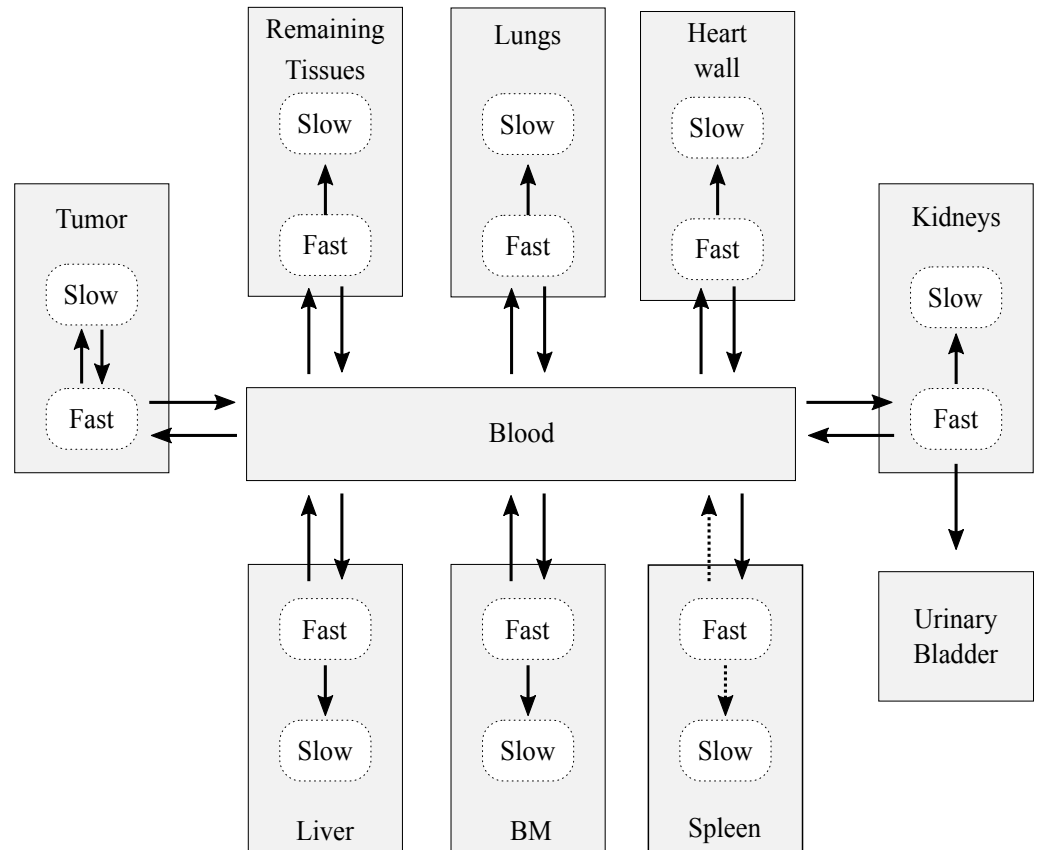 Remaining
Tissues
Slow
Fast
Lungs
Slow
Fast
Heart
wall
Slow
Fast
Tumor
Slow
Fast
Kidneys
Slow
Fast
Blood
Fast
Slow
Liver
Fast
Slow
BM
Fast
Slow
Spleen
Urinary
Bladder